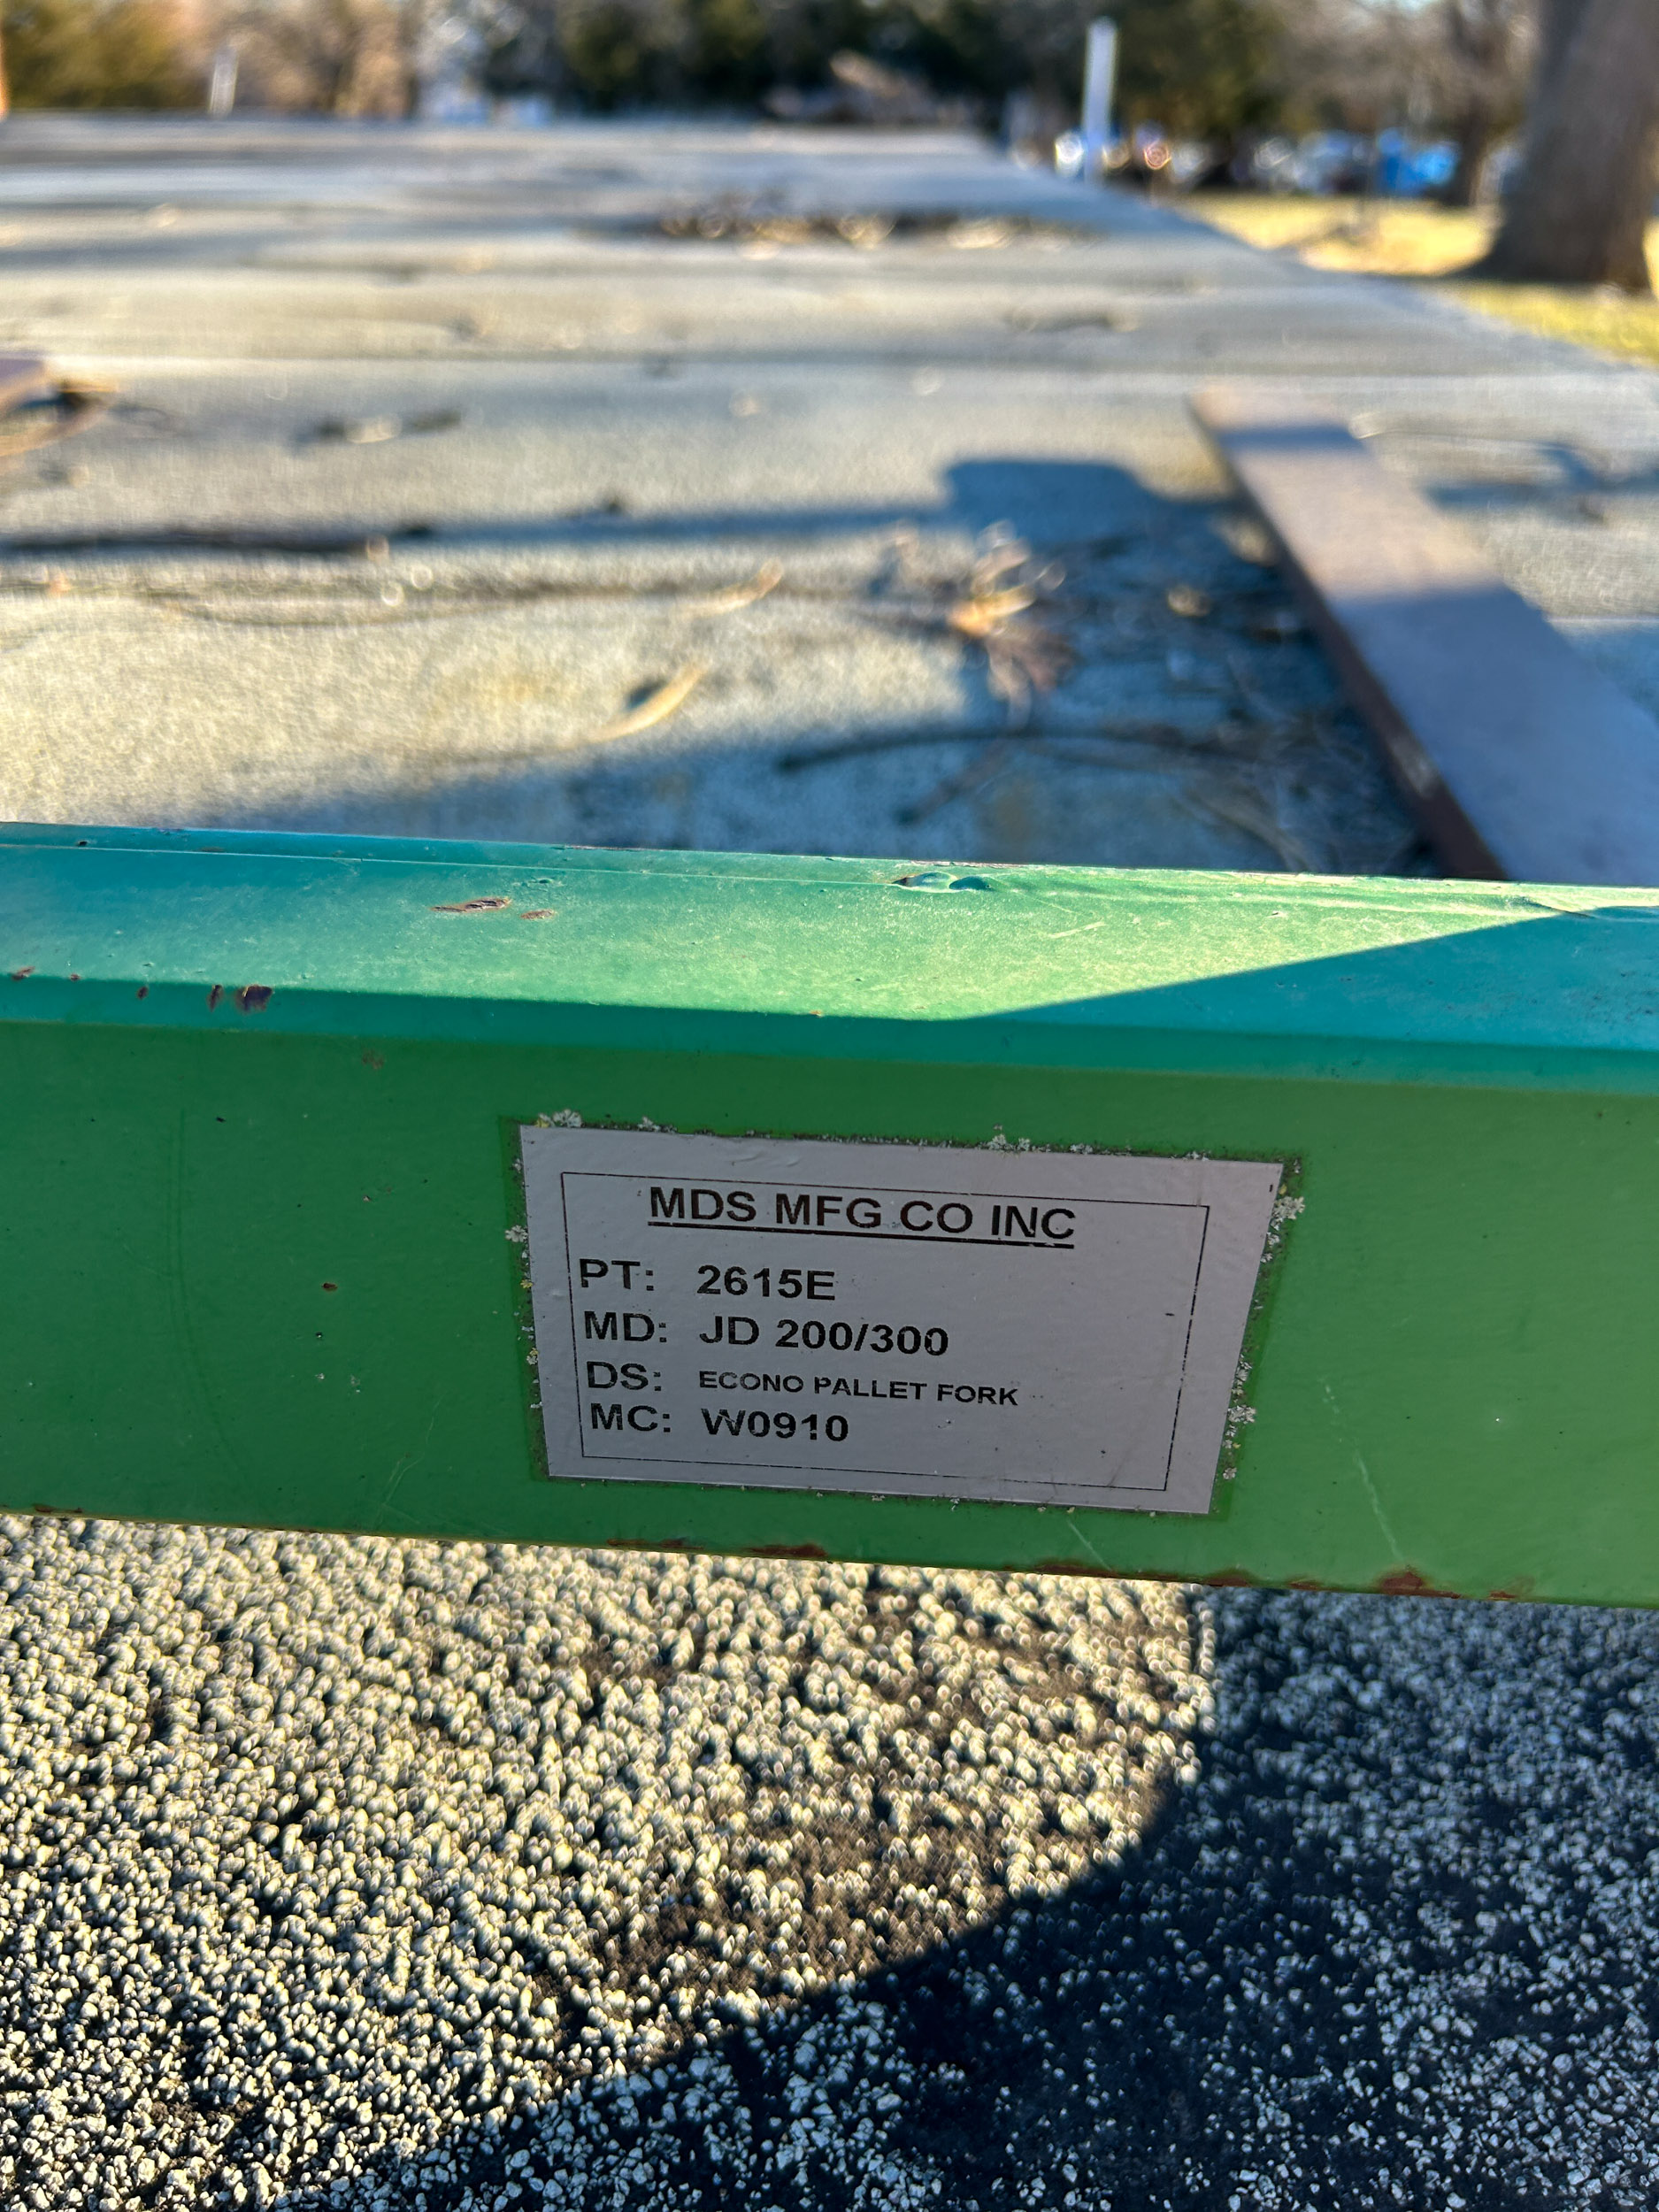 MDS MFG CO INC
PT: 2615E
MD: JD 200/300
DS: ECONO PALLET FORK
MC: W0910